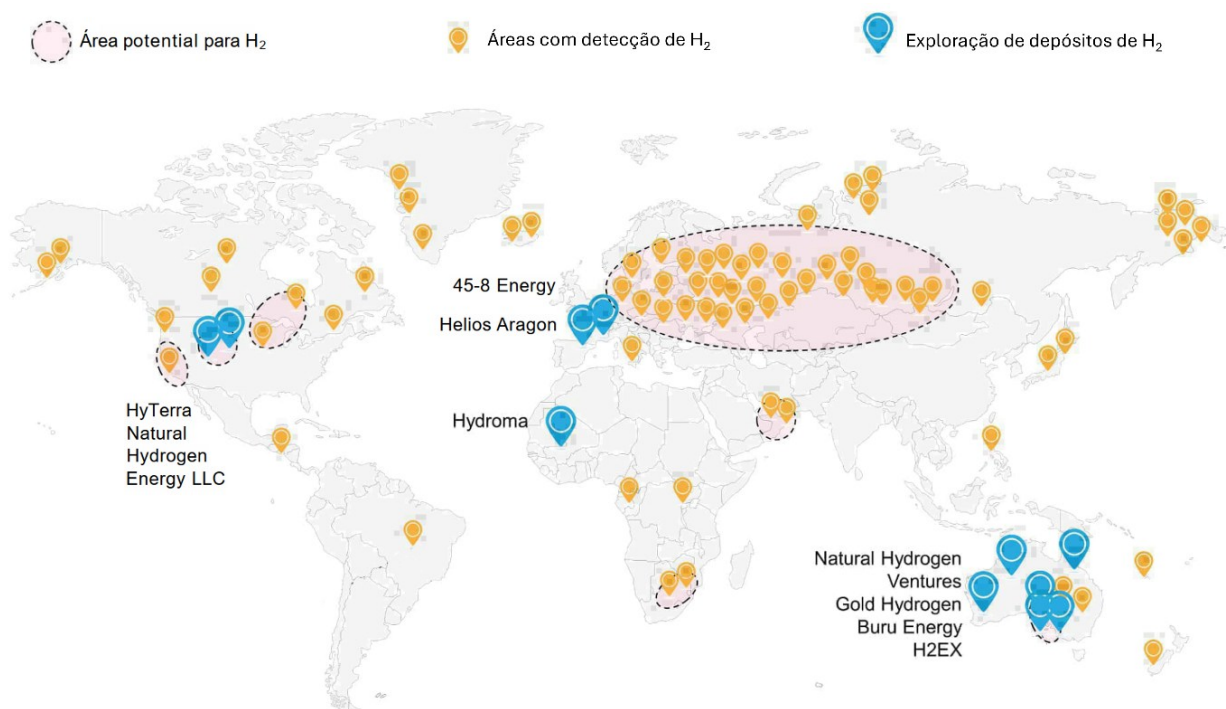 Área potential para H₂
Áreas com detecção de H₂
Exploração de depósitos de H₂
45-8 Energy
Helios Aragon
HyTerra
Natural
Hydrogen
Energy LLC
Hydroma
Natural Hydrogen
Ventures
Gold Hydrogen
Buru Energy
H2EX